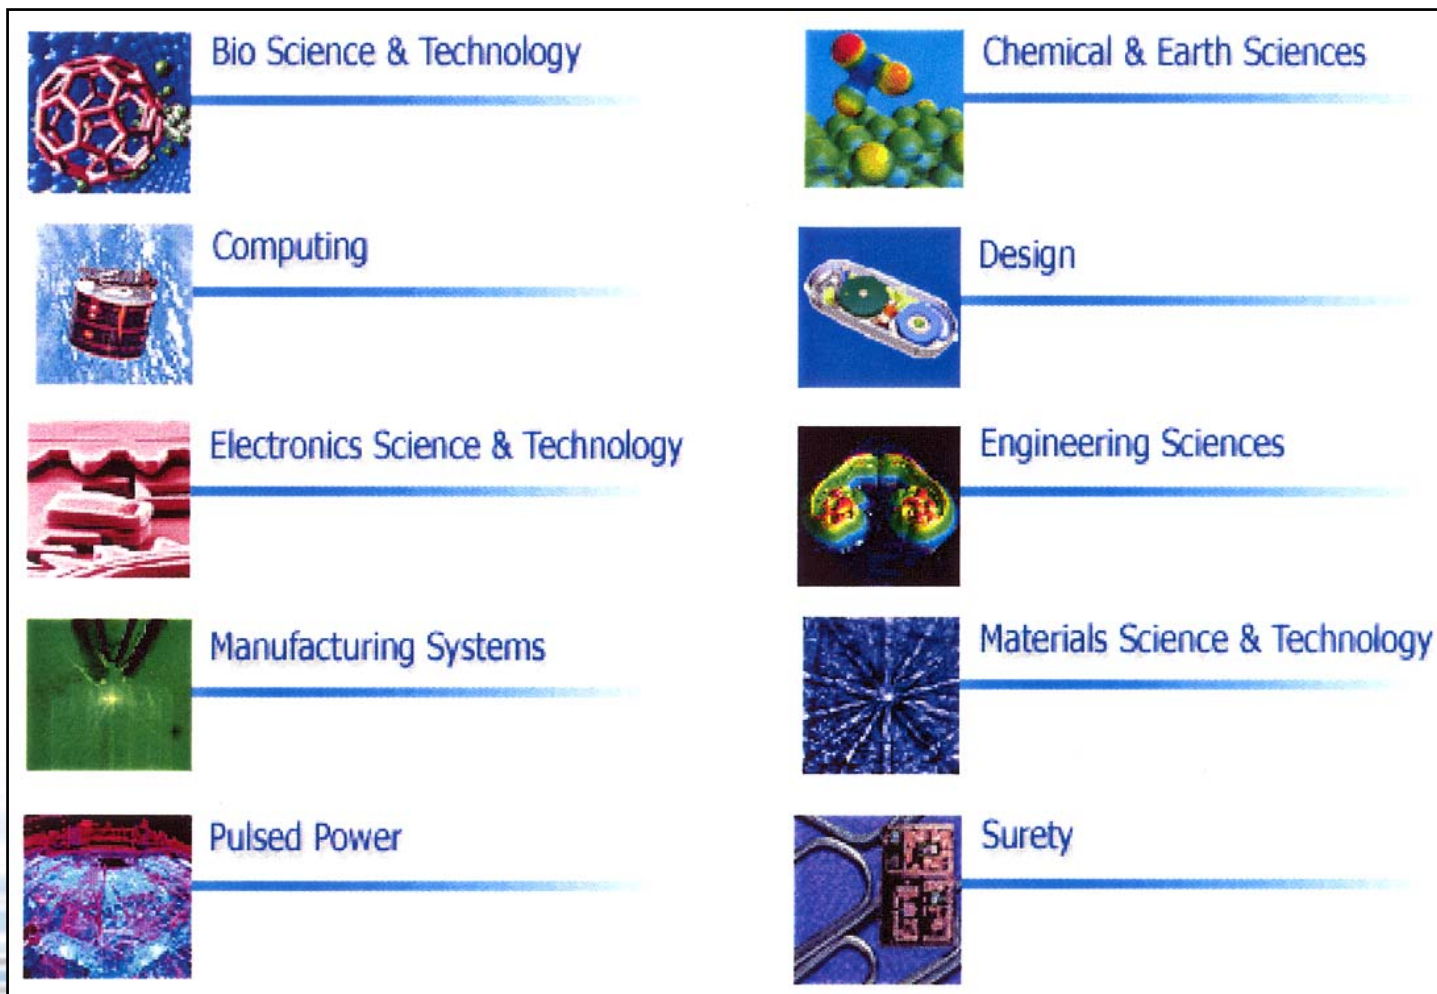 Bio Science & Technology
Chemical & Earth Sciences
Computing
Design
Electronics Science & Technology
Engineering Sciences
Manufacturing Systems
Materials Science & Technology
Pulsed Power
Surety